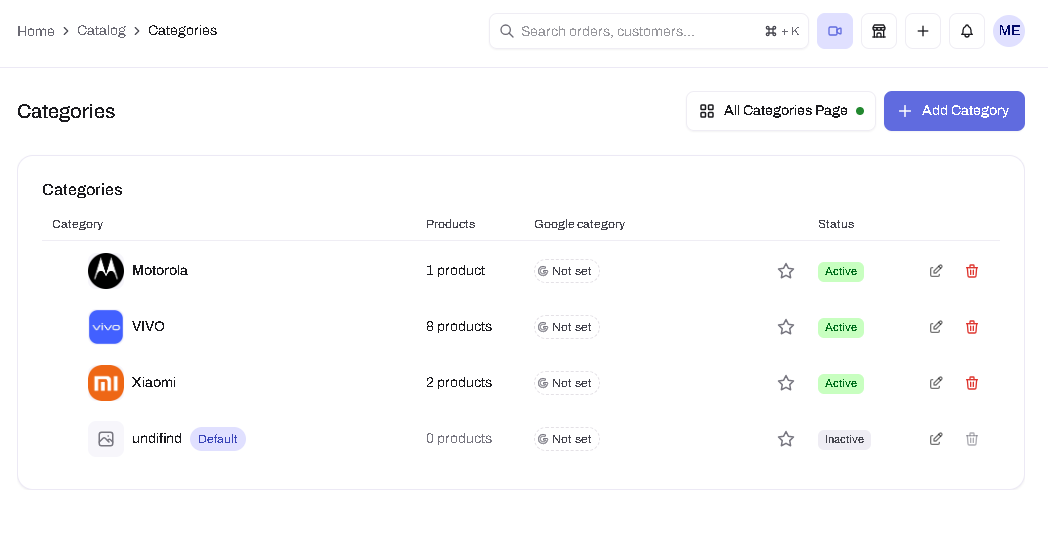 Home > Catalog > Categories
Search orders, customers...
⌘ + K
ME
Categories
All Categories Page
Add Category
Categories
Category Products Google category Status
Motorola 1 product G Not set Active
vivo VIVO 8 products G Not set Active
mi Xiaomi 2 products G Not set Active
undifind Default 0 products G Not set Inactive